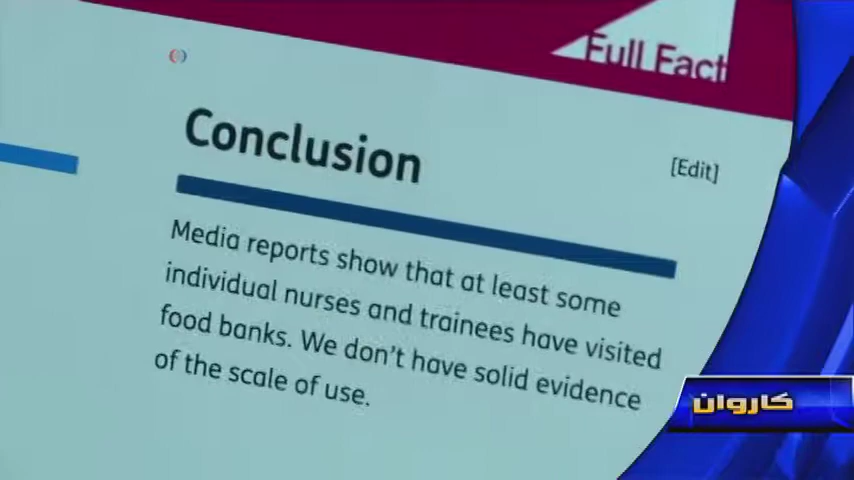 Full Fact
Conclusion
[Edit]
Media reports show that at least some
individual nurses and trainees have visited
food banks. We don't have solid evidence
of the scale of use.
کاروان